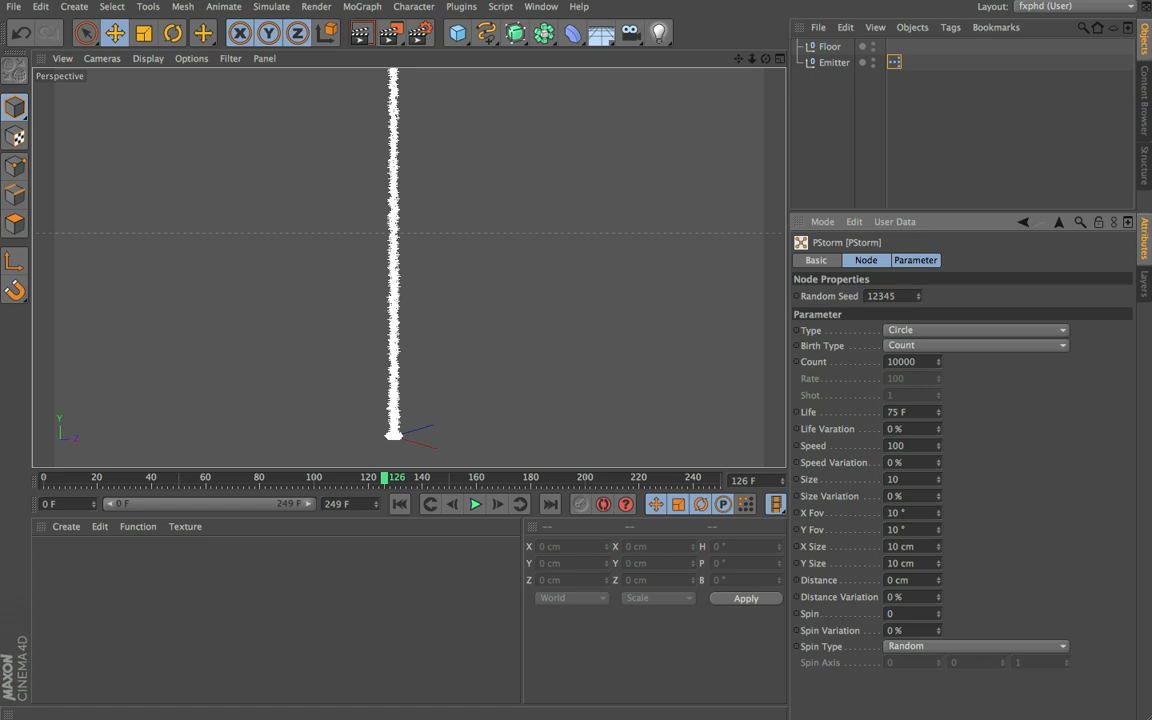 File Edit Create Select Tools Mesh Animate Simulate Render MoGraph Character Plugins Script Window Help Layout: fxphd (User)
View Cameras Display Options Filter Panel
Perspective
Y Z
0 20 40 60 80 100 120 126 140 160 180 200 220 240 126 F
0 F 0 F 249 F 249 F
Create Edit Function Texture
-- -- --
X 0 cm X 0 cm H 0 °
Y 0 cm Y 0 cm P 0 °
Z 0 cm Z 0 cm B 0 °
World Scale Apply
MAXON
CINEMA 4D
File Edit View Objects Tags Bookmarks
Floor
Emitter
Objects
Content Browser
Structure
Mode Edit User Data
PStorm [PStorm]
Basic Node Parameter
Node Properties
Random Seed 12345
Parameter
Type Circle
Birth Type Count
Count 10000
Rate 100
Shot 1
Life 75 F
Life Varation 0 %
Speed 100
Speed Variation 0 %
Size 10
Size Variation 0 %
X Fov 10 °
Y Fov 10 °
X Size 10 cm
Y Size 10 cm
Distance 0 cm
Distance Variation 0 %
Spin 0
Spin Variation 0 %
Spin Type Random
Spin Axis 0 0 1
Attributes
Layers